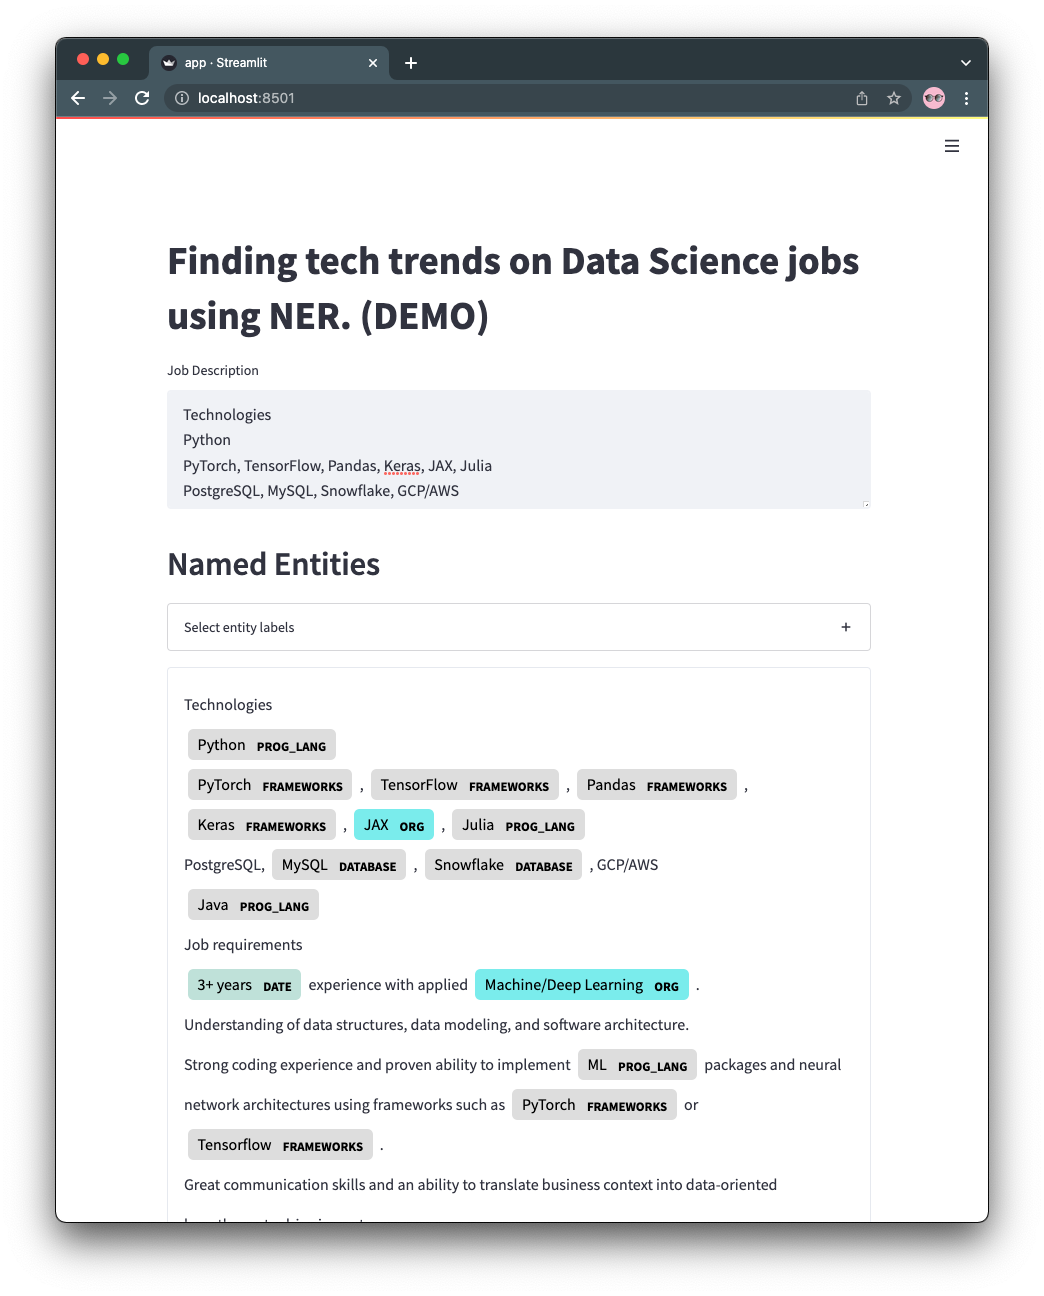 app · Streamlit
localhost:8501
Finding tech trends on Data Science jobs
using NER. (DEMO)
Job Description
Technologies
Python
PyTorch, TensorFlow, Pandas, Keras, JAX, Julia
PostgreSQL, MySQL, Snowflake, GCP/AWS
Named Entities
Select entity labels +
Technologies
Python PROG_LANG
PyTorch FRAMEWORKS , TensorFlow FRAMEWORKS , Pandas FRAMEWORKS ,
Keras FRAMEWORKS , JAX ORG , Julia PROG_LANG
PostgreSQL, MySQL DATABASE , Snowflake DATABASE , GCP/AWS
Java PROG_LANG
Job requirements
3+ years DATE experience with applied Machine/Deep Learning ORG .
Understanding of data structures, data modeling, and software architecture.
Strong coding experience and proven ability to implement ML PROG_LANG packages and neural
network architectures using frameworks such as PyTorch FRAMEWORKS or
Tensorflow FRAMEWORKS .
Great communication skills and an ability to translate business context into data-oriented